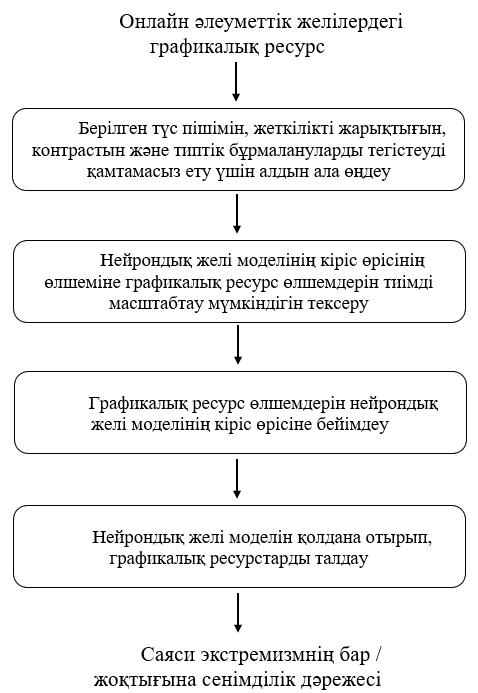 Онлайн әлеуметтік желілердегі
графикалық ресурс
Берілген түс пішімін, жеткілікті жарықтығын,
контрастын және типтік бұрмалануларды тегістеуді
қамтамасыз ету үшін алдын ала өңдеу
Нейрондық желі моделінің кіріс өрісінің
өлшеміне графикалық ресурс өлшемдерін тиімді
масштабтау мүмкіндігін тексеру
Графикалық ресурс өлшемдерін нейрондық
желі моделінің кіріс өрісіне бейімдеу
Нейрондық желі моделін қолдана отырып,
графикалық ресурстарды талдау
Саяси экстремизмнің бар /
жоқтығына сенімділік дәрежесі